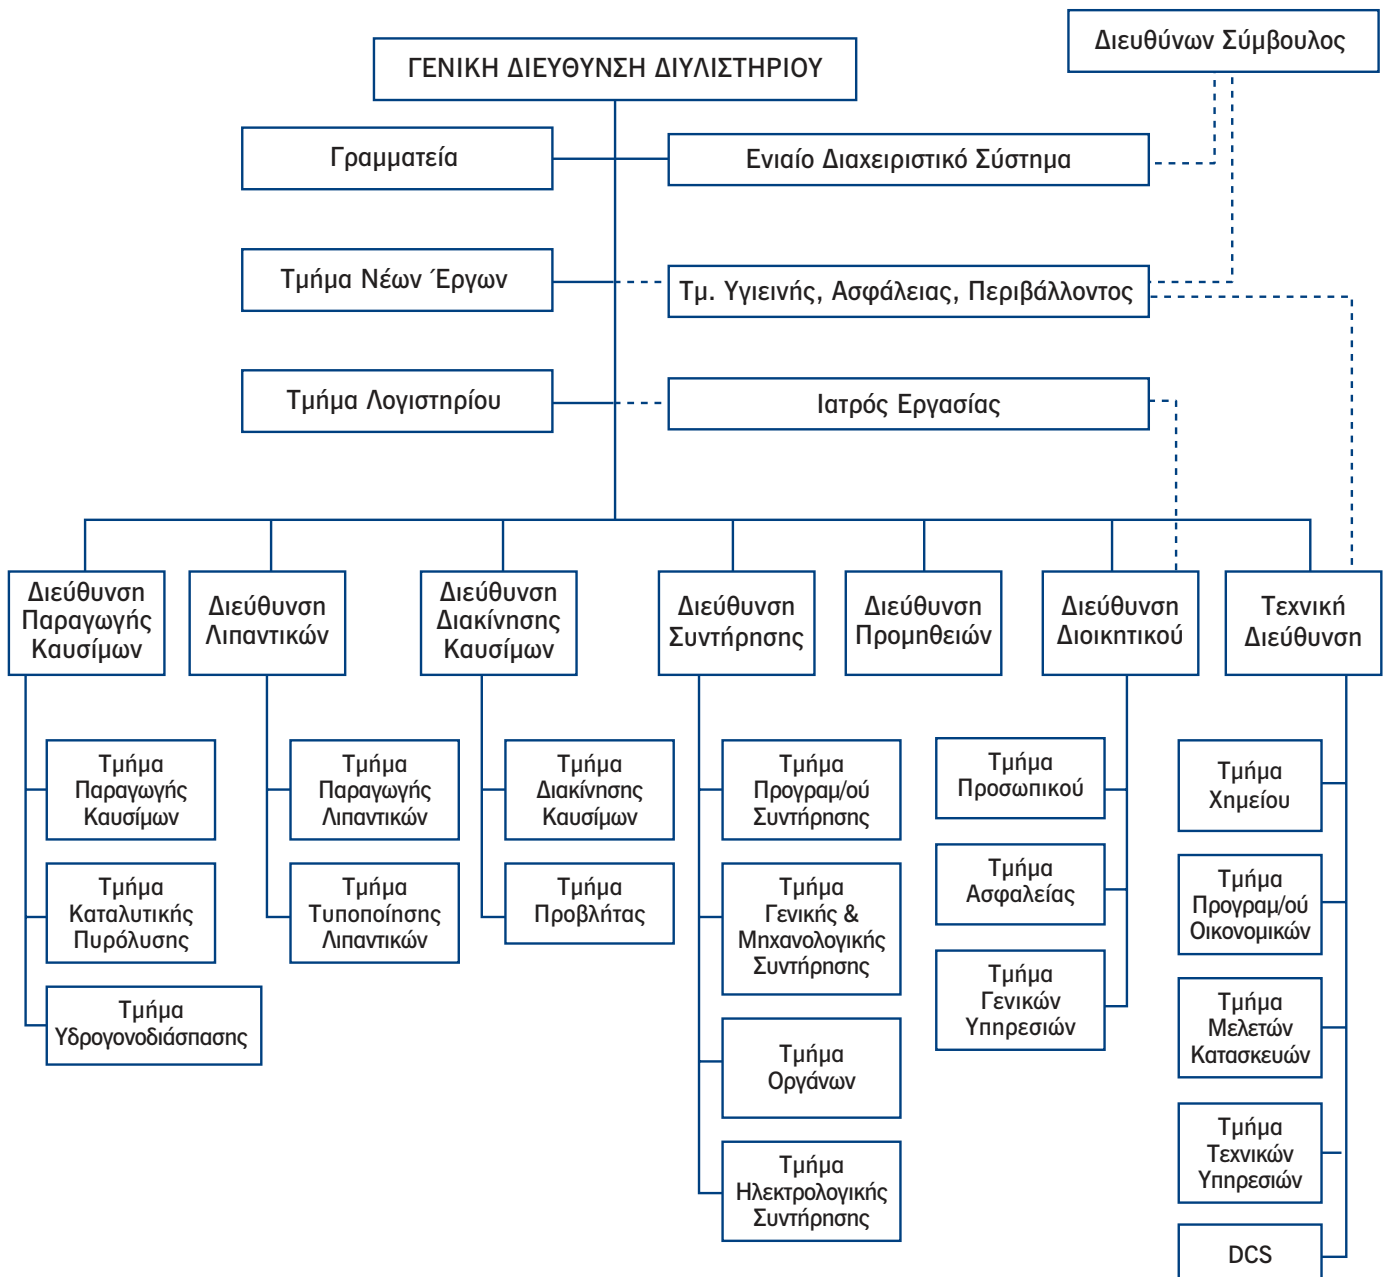 Διευθύνων Σύμβουλος
ΓΕΝΙΚΗ ΔΙΕΥΘΥΝΣΗ ΔΙΥΛΙΣΤΗΡΙΟΥ
Γραμματεία
Ενιαίο Διαχειριστικό Σύστημα
Τμήμα Νέων Έργων
Τμ. Υγιεινής, Ασφάλειας, Περιβάλλοντος
Τμήμα Λογιστηρίου
Ιατρός Εργασίας
Διεύθυνση
Παραγωγής
Καυσίμων
Διεύθυνση
Λιπαντικών
Διεύθυνση
Διακίνησης
Καυσίμων
Διεύθυνση
Συντήρησης
Διεύθυνση
Προμηθειών
Διεύθυνση
Διοικητικού
Τεχνική
Διεύθυνση
Τμήμα
Παραγωγής
Καυσίμων
Τμήμα
Καταλυτικής
Πυρόλυσης
Τμήμα
Υδρογονοδιάσπασης
Τμήμα
Παραγωγής
Λιπαντικών
Τμήμα
Τυποποίησης
Λιπαντικών
Τμήμα
Διακίνησης
Καυσίμων
Τμήμα
Προβλήτας
Τμήμα
Προγραμ/ού
Συντήρησης
Τμήμα
Γενικής &
Μηχανολογικής
Συντήρησης
Τμήμα
Οργάνων
Τμήμα
Ηλεκτρολογικής
Συντήρησης
Τμήμα
Προσωπικού
Τμήμα
Ασφαλείας
Τμήμα
Γενικών
Υπηρεσιών
Τμήμα
Χημείου
Τμήμα
Προγραμ/ού
Οικονομικών
Τμήμα
Μελετών
Κατασκευών
Τμήμα
Τεχνικών
Υπηρεσιών
DCS